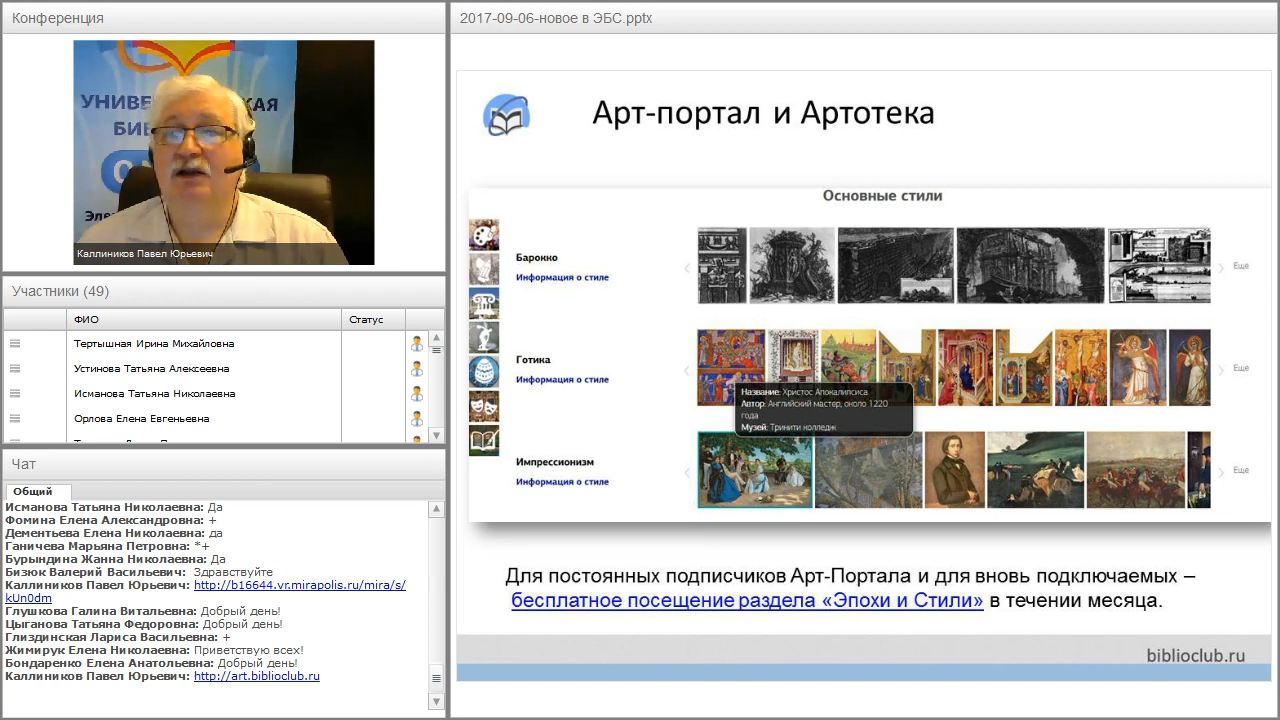 Конференция
УНИВЕ
КАЯ
БИБ
Эле
Каллиников Павел Юрьевич
Участники (49)
ФИО
Статус
Тертышная Ирина Михайловна
Устинова Татьяна Алексеевна
Исманова Татьяна Николаевна
Орлова Елена Евгеньевна
Чат
Общий
Исманова Татьяна Николаевна: Да
Фомина Елена Александровна: +
Дементьева Елена Николаевна: да
Ганичева Марьяна Петровна: *+
Бурындина Жанна Николаевна: Да
Бизюк Валерий Васильевич: Здравствуйте
Каллиников Павел Юрьевич: http://b16644.vr.mirapolis.ru/mira/s/
kUn0dm
Глушкова Галина Витальевна: Добрый день!
Цыганова Татьяна Федоровна: Добрый день!
Глиздинская Лариса Васильевна: +
Жимирук Елена Николаевна: Приветствую всех!
Бондаренко Елена Анатольевна: Добрый день!
Каллиников Павел Юрьевич: http://art.biblioclub.ru
2017-09-06-новое в ЭБС.pptx
Арт-портал и Артотека
Основные стили
Барокко
Информация о стиле
Еще
Готика
Информация о стиле
Еще
Название: Христос Апокалипсиса
Автор: Английский мастер, около 1220
года
Музей: Тринити колледж
Импрессионизм
Информация о стиле
Еще
Для постоянных подписчиков Арт-Портала и для вновь подключаемых –
бесплатное посещение раздела «Эпохи и Стили» в течении месяца.
biblioclub.ru